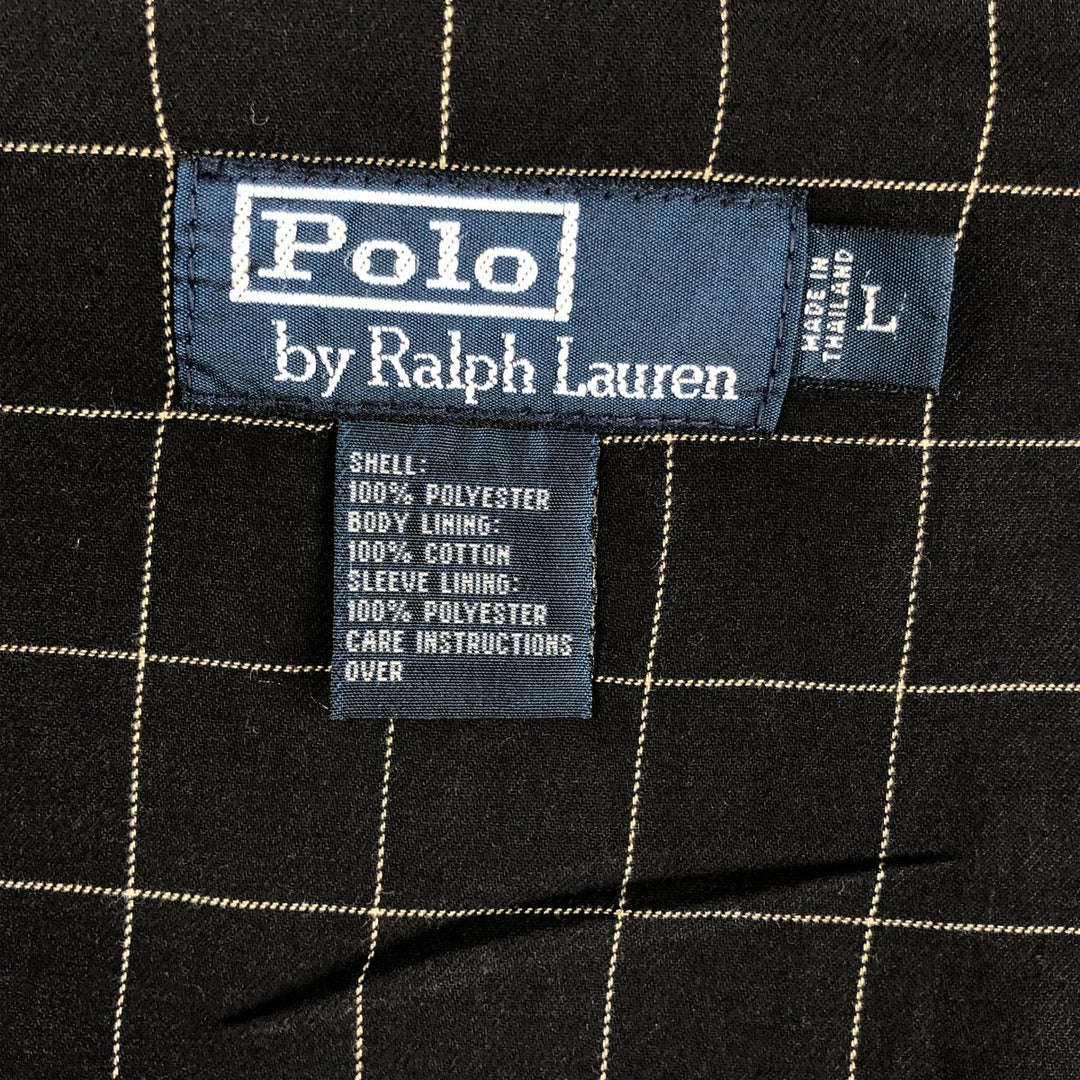 Polo
by Ralph Lauren
MADE IN
THAILAND
L
SHELL:
100% POLYESTER
BODY LINING:
100% COTTON
SLEEVE LINING:
100% POLYESTER
CARE INSTRUCTIONS
OVER